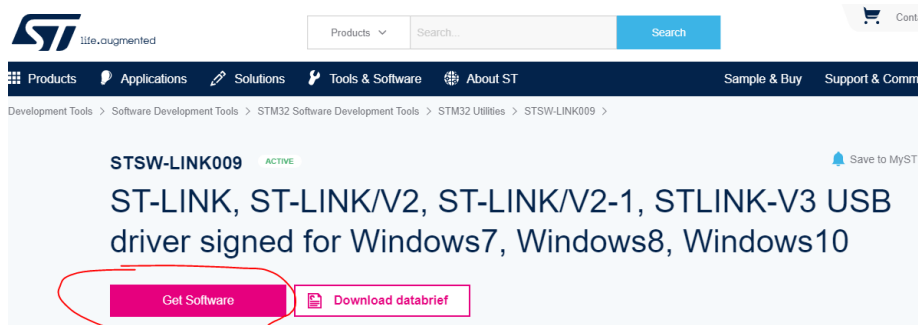 ST life.augmented
Products Search... Search
Cont
Products Applications Solutions Tools & Software About ST Sample & Buy Support & Comm
Development Tools > Software Development Tools > STM32 Software Development Tools > STM32 Utilities > STSW-LINK009 >
STSW-LINK009 ACTIVE Save to MyST
ST-LINK, ST-LINK/V2, ST-LINK/V2-1, STLINK-V3 USB
driver signed for Windows7, Windows8, Windows10
Get Software Download databrief